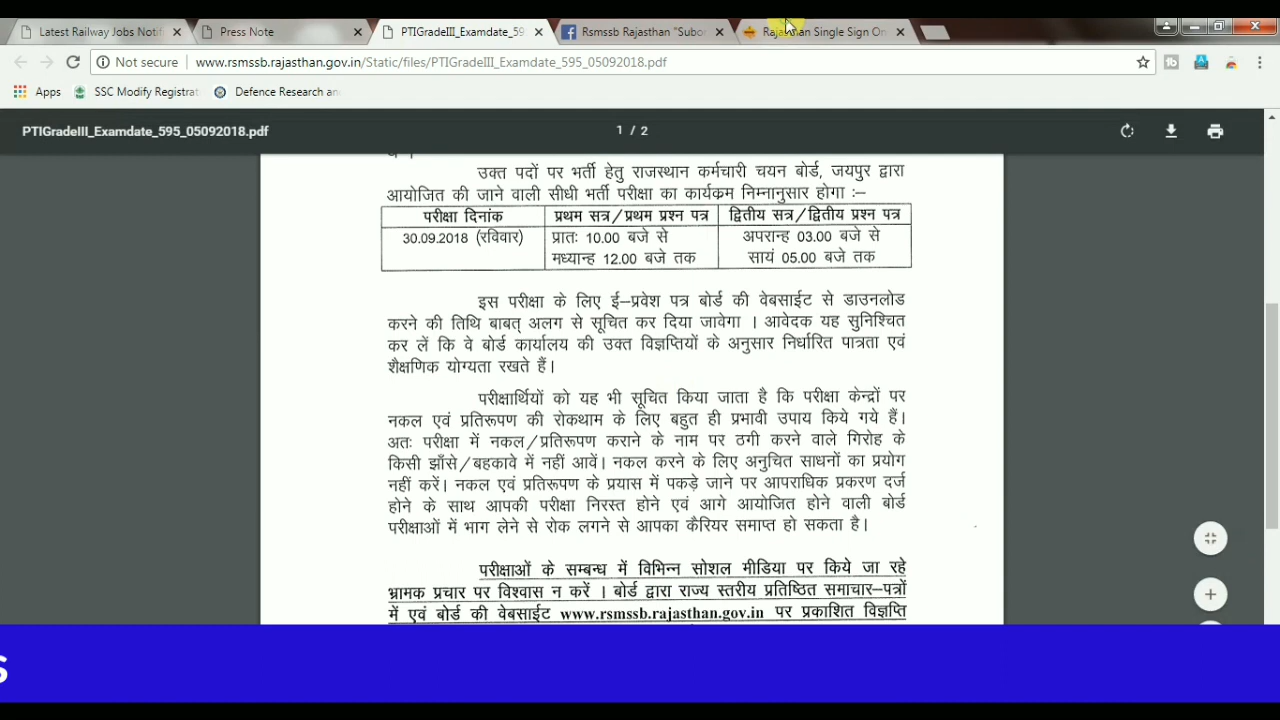 Latest Railway Jobs Notif
Press Note
PTIGradeIII_Examdate_59
Rsmssb Rajasthan "Subor
Rajasthan Single Sign On
Not secure
www.rsmssb.rajasthan.gov.in/Static/files/PTIGradeIII_Examdate_595_05092018.pdf
Apps
SSC Modify Registrat
Defence Research an
PTIGradeIII_Examdate_595_05092018.pdf
1 / 2
उक्त पदों पर भर्ती हेतु राजस्थान कर्मचारी चयन बोर्ड, जयपुर द्वारा
आयोजित की जाने वाली सीधी भर्ती परीक्षा का कार्यक्रम निम्नानुसार होगा :–
परीक्षा दिनांक प्रथम सत्र/प्रथम प्रश्न पत्र द्वितीय सत्र/द्वितीय प्रश्न पत्र
30.09.2018 (रविवार) प्रातः 10.00 बजे से अपरान्ह 03.00 बजे से
मध्यान्ह 12.00 बजे तक सायं 05.00 बजे तक
इस परीक्षा के लिए ई–प्रवेश पत्र बोर्ड की वेबसाईट से डाउनलोड
करने की तिथि बाबत् अलग से सूचित कर दिया जावेगा । आवेदक यह सुनिश्चित
कर लें कि वे बोर्ड कार्यालय की उक्त विज्ञप्तियों के अनुसार निर्धारित पात्रता एवं
शैक्षणिक योग्यता रखते हैं।
परीक्षार्थियों को यह भी सूचित किया जाता है कि परीक्षा केन्द्रों पर
नकल एवं प्रतिरूपण की रोकथाम के लिए बहुत ही प्रभावी उपाय किये गये हैं।
अतः परीक्षा में नकल/प्रतिरूपण कराने के नाम पर ठगी करने वाले गिरोह के
किसी झाँसे/बहकावे में नहीं आवें। नकल करने के लिए अनुचित साधनों का प्रयोग
नहीं करें। नकल एवं प्रतिरूपण के प्रयास में पकड़े जाने पर आपराधिक प्रकरण दर्ज
होने के साथ आपकी परीक्षा निरस्त होने एवं आगे आयोजित होने वाली बोर्ड
परीक्षाओं में भाग लेने से रोक लगने से आपका कैरियर समाप्त हो सकता है।
परीक्षाओं के सम्बन्ध में विभिन्न सोशल मीडिया पर किये जा रहे
भ्रामक प्रचार पर विश्वास न करें । बोर्ड द्वारा राज्य स्तरीय प्रतिष्ठित समाचार–पत्रों
में एवं बोर्ड की वेबसाईट www.rsmssb.rajasthan.gov.in पर प्रकाशित विज्ञप्ति
s